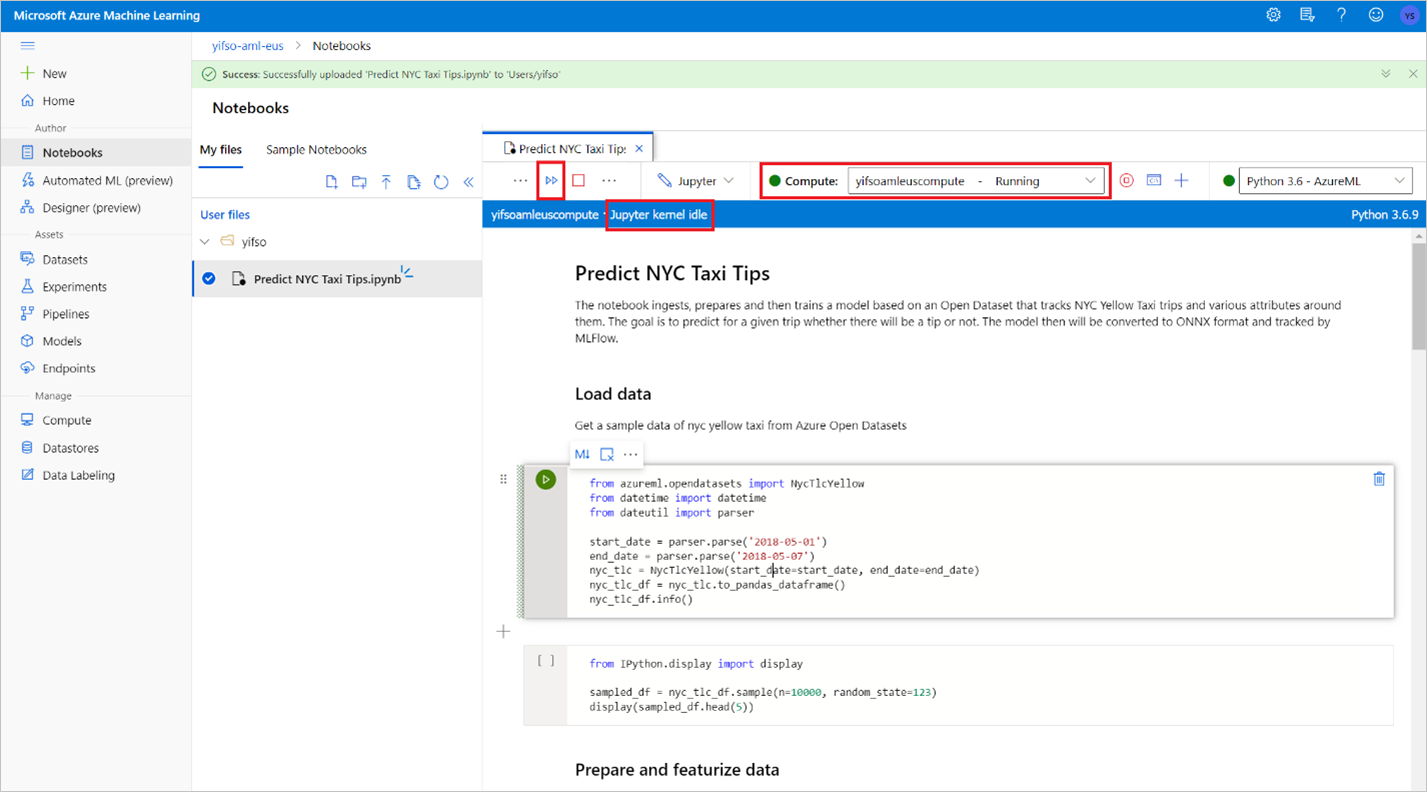 Microsoft Azure Machine Learning
YS
yifso-aml-eus > Notebooks
New
Success: Successfully uploaded 'Predict NYC Taxi Tips.ipynb' to 'Users/yifso'
Home
Notebooks
Author
My files Sample Notebooks
Predict NYC Taxi Tip:
Notebooks
Automated ML (preview)
Jupyter
Compute: yifsoamleuscompute - Running
Python 3.6 - AzureML
Designer (preview)
User files
yifsoamleuscompute · Jupyter kernel idle
Python 3.6.9
Assets
yifso
Datasets
Predict NYC Taxi Tips.ipynb
Experiments
Pipelines
Models
Endpoints
Manage
Compute
Datastores
Data Labeling
Predict NYC Taxi Tips
The notebook ingests, prepares and then trains a model based on an Open Dataset that tracks NYC Yellow Taxi trips and various attributes around
them. The goal is to predict for a given trip whether there will be a tip or not. The model then will be converted to ONNX format and tracked by
MLFlow.
Load data
Get a sample data of nyc yellow taxi from Azure Open Datasets
M↓ ···
from azureml.opendatasets import NycTlcYellow
from datetime import datetime
from dateutil import parser
start_date = parser.parse('2018-05-01')
end_date = parser.parse('2018-05-07')
nyc_tlc = NycTlcYellow(start_date=start_date, end_date=end_date)
nyc_tlc_df = nyc_tlc.to_pandas_dataframe()
nyc_tlc_df.info()
[ ]
from IPython.display import display
sampled_df = nyc_tlc_df.sample(n=10000, random_state=123)
display(sampled_df.head(5))
Prepare and featurize data